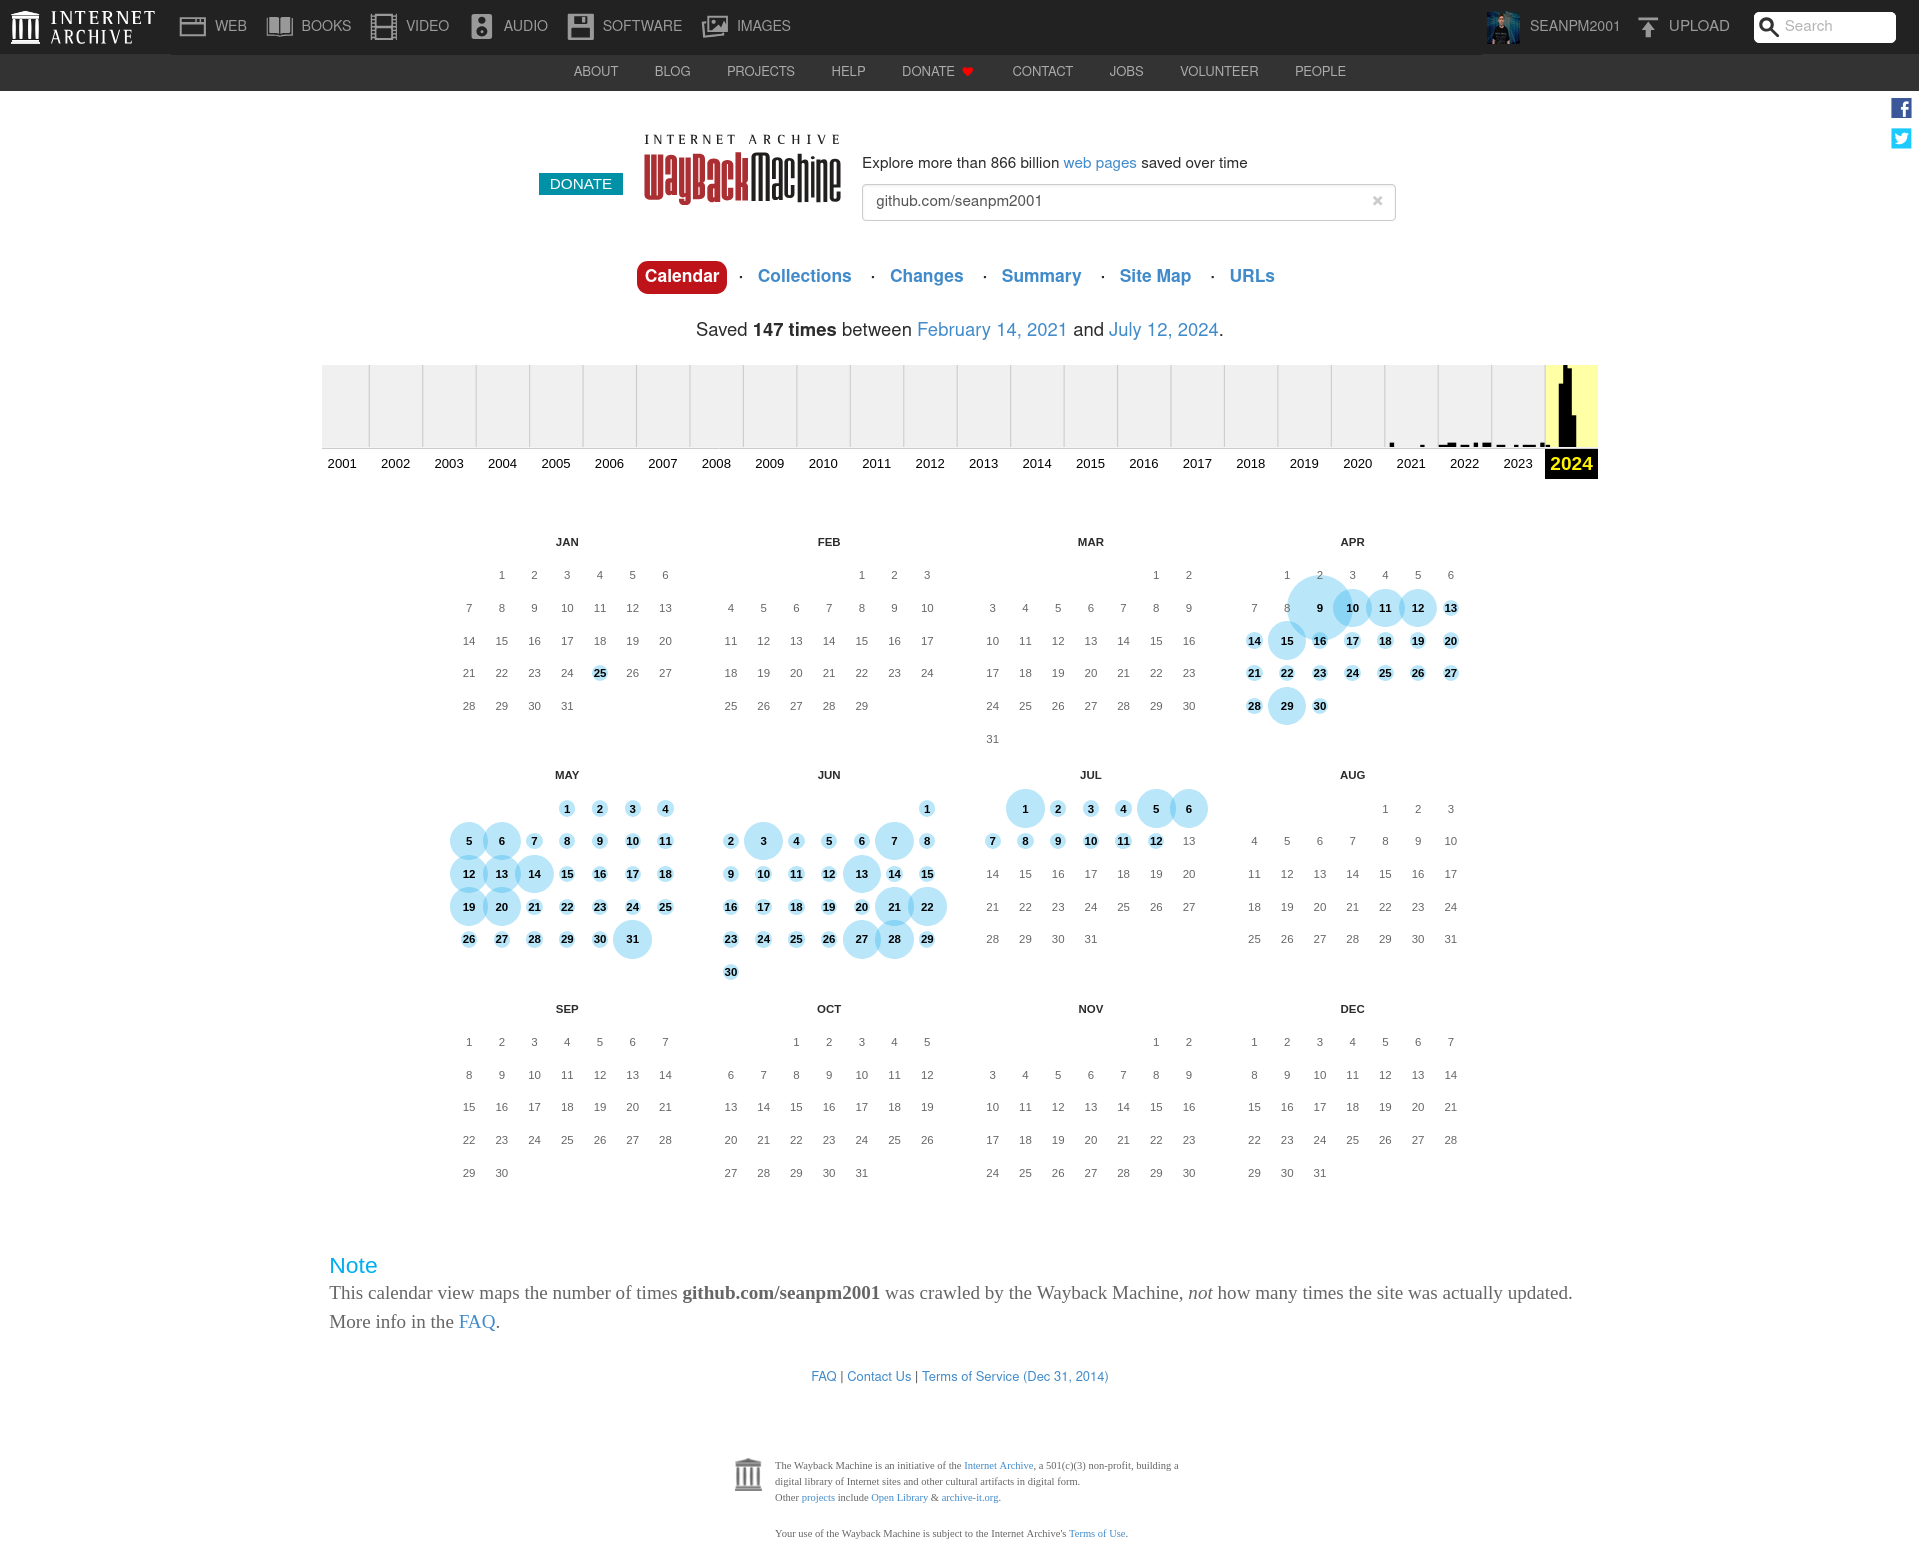 INTERNET ARCHIVE
WEB BOOKS VIDEO AUDIO SOFTWARE IMAGES SEANPM2001 UPLOAD Search
ABOUT BLOG PROJECTS HELP DONATE CONTACT JOBS VOLUNTEER PEOPLE
INTERNET ARCHIVE
WayBackMachine
DONATE
Explore more than 866 billion web pages saved over time
github.com/seanpm2001 ×
Calendar · Collections · Changes · Summary · Site Map · URLs
Saved 147 times between February 14, 2021 and July 12, 2024.
2001 2002 2003 2004 2005 2006 2007 2008 2009 2010 2011 2012 2013 2014 2015 2016 2017 2018 2019 2020 2021 2022 2023 2024
JAN
1 2 3 4 5 6
7 8 9 10 11 12 13
14 15 16 17 18 19 20
21 22 23 24 25 26 27
28 29 30 31
FEB
1 2 3
4 5 6 7 8 9 10
11 12 13 14 15 16 17
18 19 20 21 22 23 24
25 26 27 28 29
MAR
1 2
3 4 5 6 7 8 9
10 11 12 13 14 15 16
17 18 19 20 21 22 23
24 25 26 27 28 29 30
31
APR
1 2 3 4 5 6
7 8 9 10 11 12 13
14 15 16 17 18 19 20
21 22 23 24 25 26 27
28 29 30
MAY
1 2 3 4
5 6 7 8 9 10 11
12 13 14 15 16 17 18
19 20 21 22 23 24 25
26 27 28 29 30 31
JUN
1
2 3 4 5 6 7 8
9 10 11 12 13 14 15
16 17 18 19 20 21 22
23 24 25 26 27 28 29
30
JUL
1 2 3 4 5 6
7 8 9 10 11 12 13
14 15 16 17 18 19 20
21 22 23 24 25 26 27
28 29 30 31
AUG
1 2 3
4 5 6 7 8 9 10
11 12 13 14 15 16 17
18 19 20 21 22 23 24
25 26 27 28 29 30 31
SEP
1 2 3 4 5 6 7
8 9 10 11 12 13 14
15 16 17 18 19 20 21
22 23 24 25 26 27 28
29 30
OCT
1 2 3 4 5
6 7 8 9 10 11 12
13 14 15 16 17 18 19
20 21 22 23 24 25 26
27 28 29 30 31
NOV
1 2
3 4 5 6 7 8 9
10 11 12 13 14 15 16
17 18 19 20 21 22 23
24 25 26 27 28 29 30
DEC
1 2 3 4 5 6 7
8 9 10 11 12 13 14
15 16 17 18 19 20 21
22 23 24 25 26 27 28
29 30 31
Note
This calendar view maps the number of times github.com/seanpm2001 was crawled by the Wayback Machine, not how many times the site was actually updated.
More info in the FAQ.
FAQ | Contact Us | Terms of Service (Dec 31, 2014)
The Wayback Machine is an initiative of the Internet Archive, a 501(c)(3) non-profit, building a
digital library of Internet sites and other cultural artifacts in digital form.
Other projects include Open Library & archive-it.org.
Your use of the Wayback Machine is subject to the Internet Archive's Terms of Use.